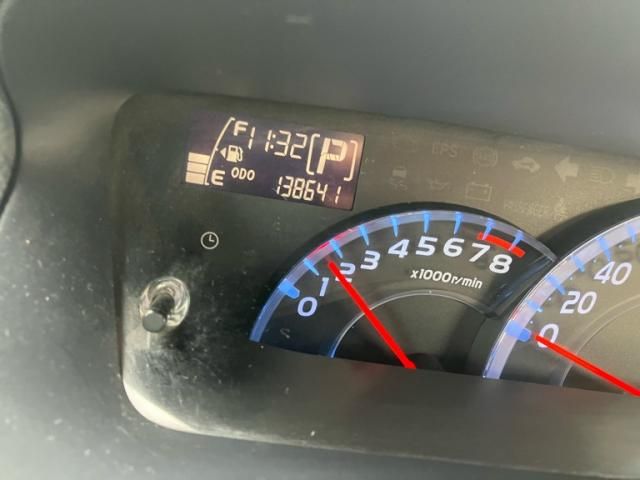 F 11:32 [P]
E ODO 138641
EPS
0 1 2 3 4 5 6 7 8
x1000r/min
0 20 40